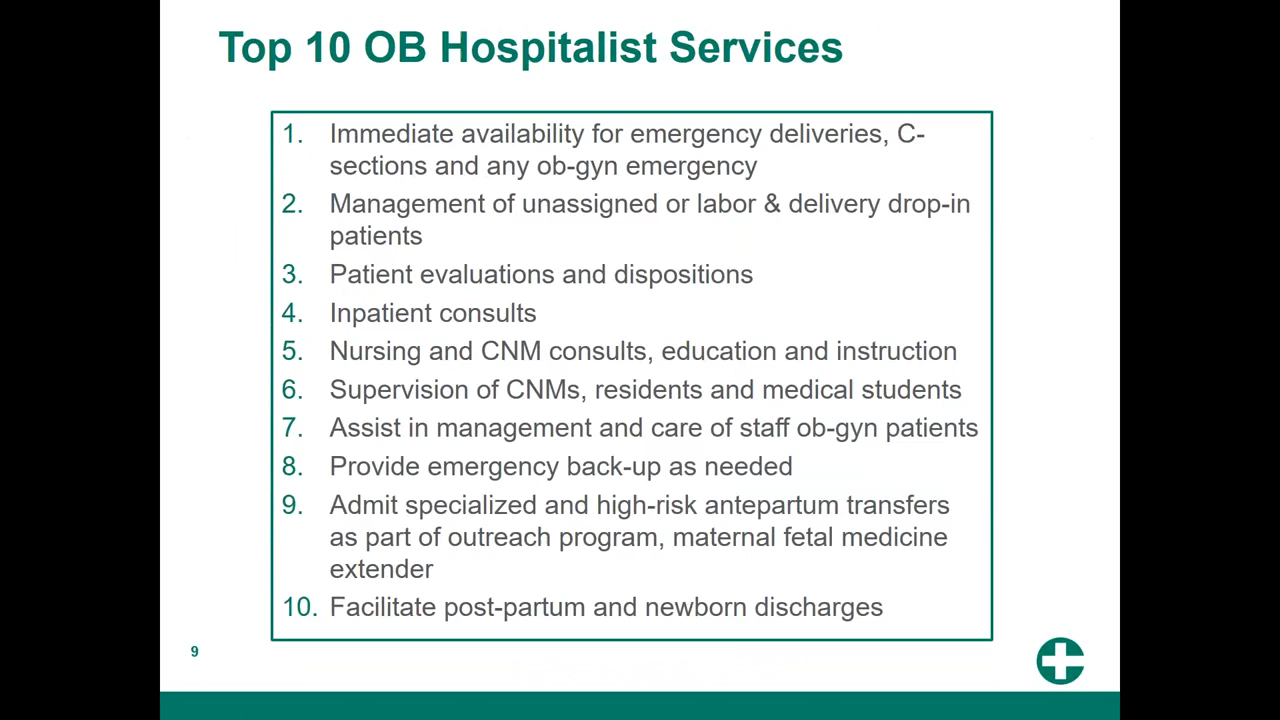 Top 10 OB Hospitalist Services
1. Immediate availability for emergency deliveries, C-
sections and any ob-gyn emergency
2. Management of unassigned or labor & delivery drop-in
patients
3. Patient evaluations and dispositions
4. Inpatient consults
5. Nursing and CNM consults, education and instruction
6. Supervision of CNMs, residents and medical students
7. Assist in management and care of staff ob-gyn patients
8. Provide emergency back-up as needed
9. Admit specialized and high-risk antepartum transfers
as part of outreach program, maternal fetal medicine
extender
10. Facilitate post-partum and newborn discharges
9